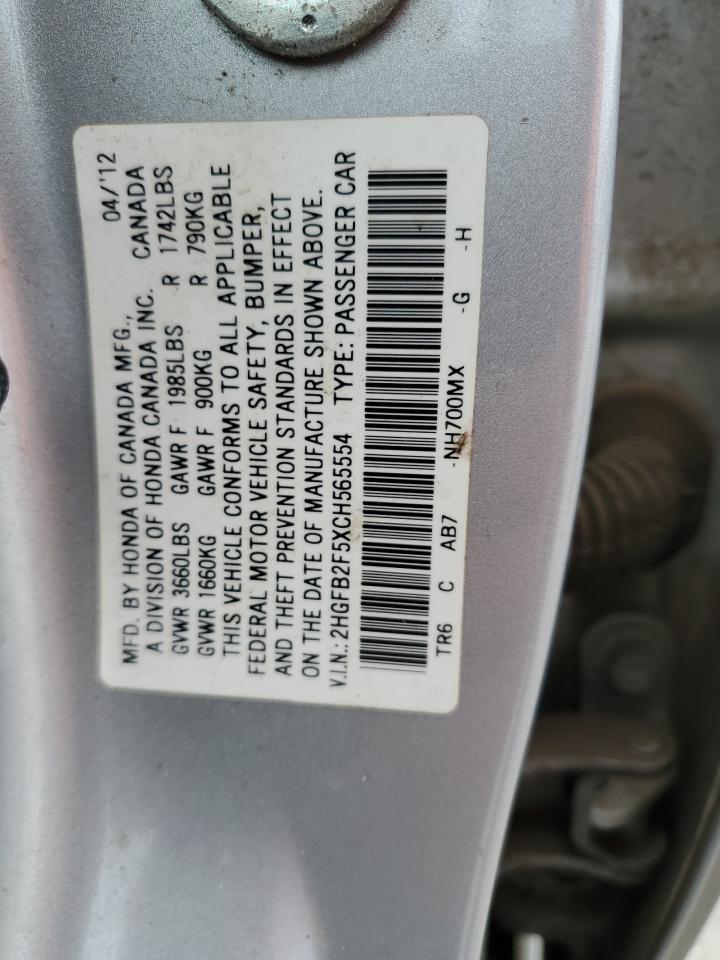 MFD. BY HONDA OF CANADA MFG., 04/'12
A DIVISION OF HONDA CANADA INC. CANADA
GVWR 3660LBS GAWR F 1985LBS R 1742LBS
GVWR 1660KG GAWR F 900KG R 790KG
THIS VEHICLE CONFORMS TO ALL APPLICABLE
FEDERAL MOTOR VEHICLE SAFETY, BUMPER,
AND THEFT PREVENTION STANDARDS IN EFFECT
ON THE DATE OF MANUFACTURE SHOWN ABOVE.
V.I.N.: 2HGFB2F5XCH565554 TYPE: PASSENGER CAR
TR6 C AB7 -NH700MX -G -H